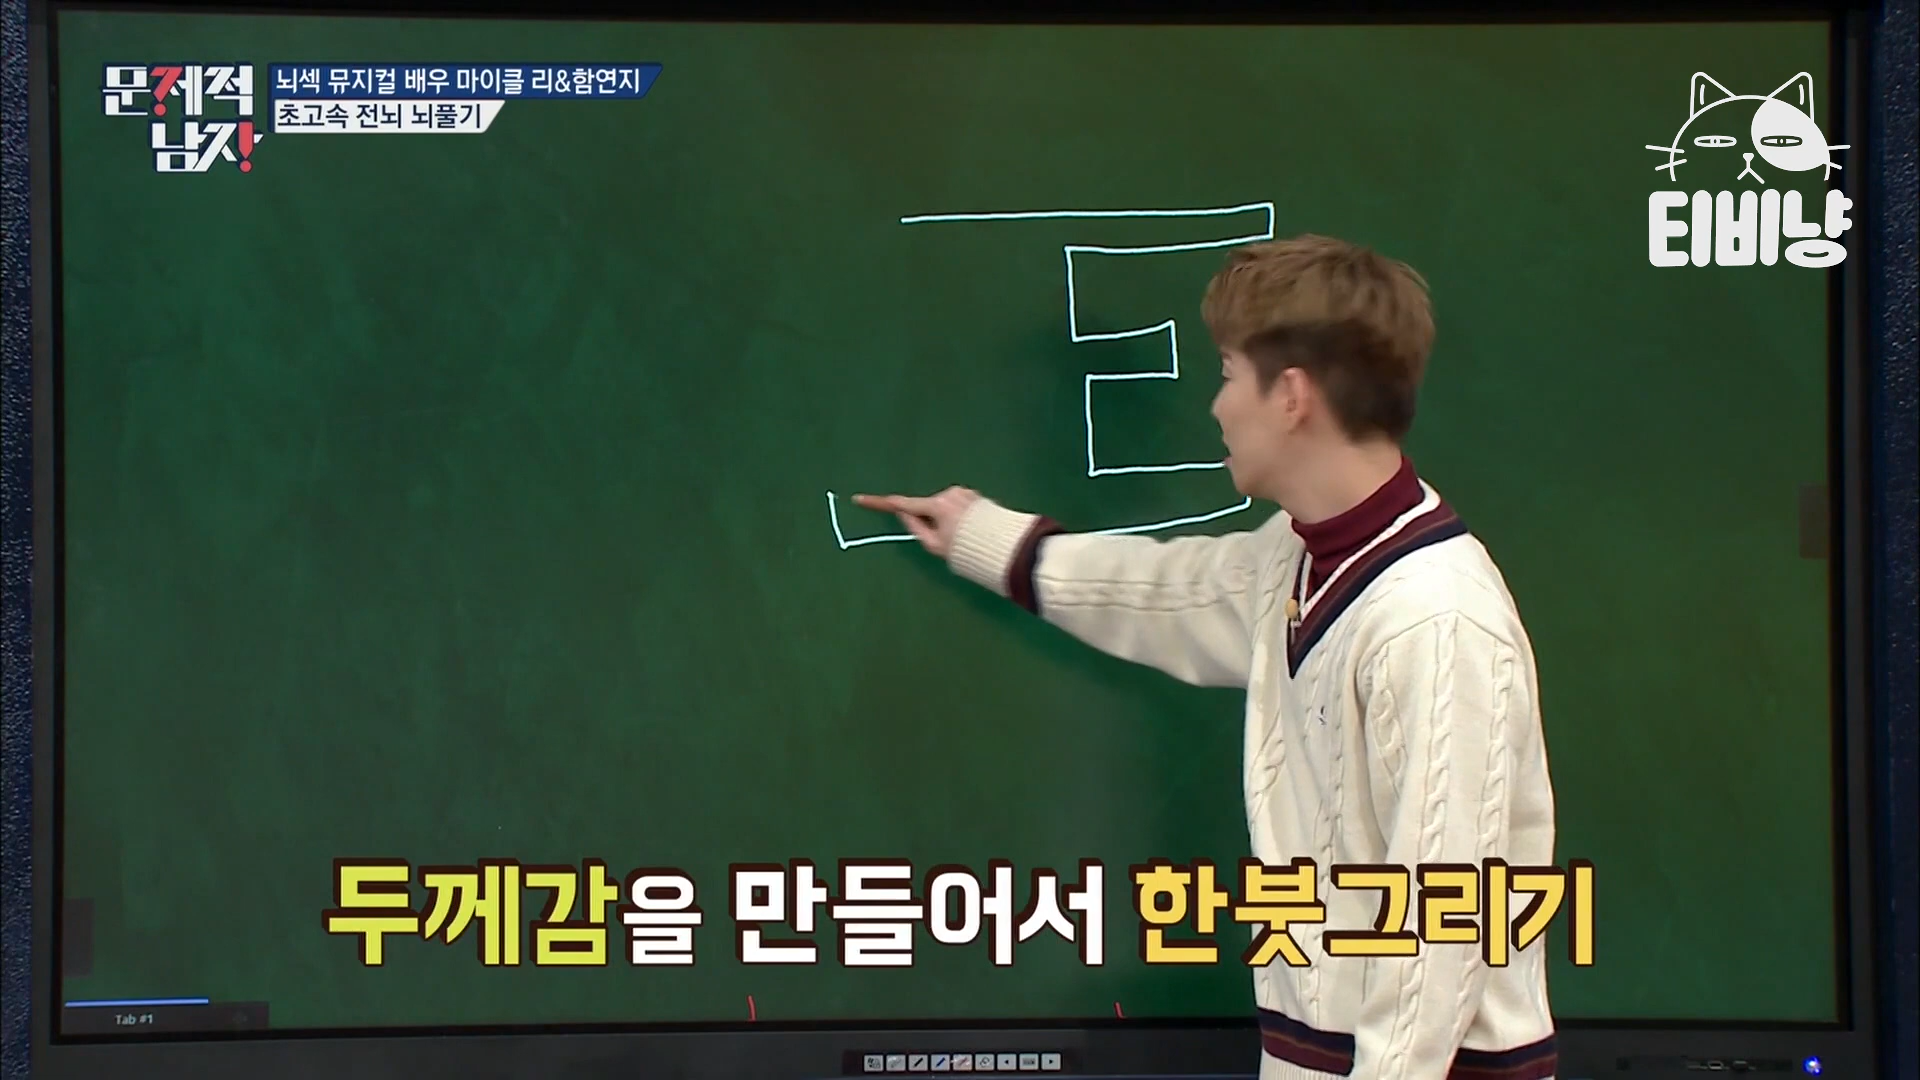 문제적
남자
뇌섹 뮤지컬 배우 마이클 리&함연지
초고속 전뇌 뇌풀기
티비냥
두께감을 만들어서 한붓그리기
Tab #1